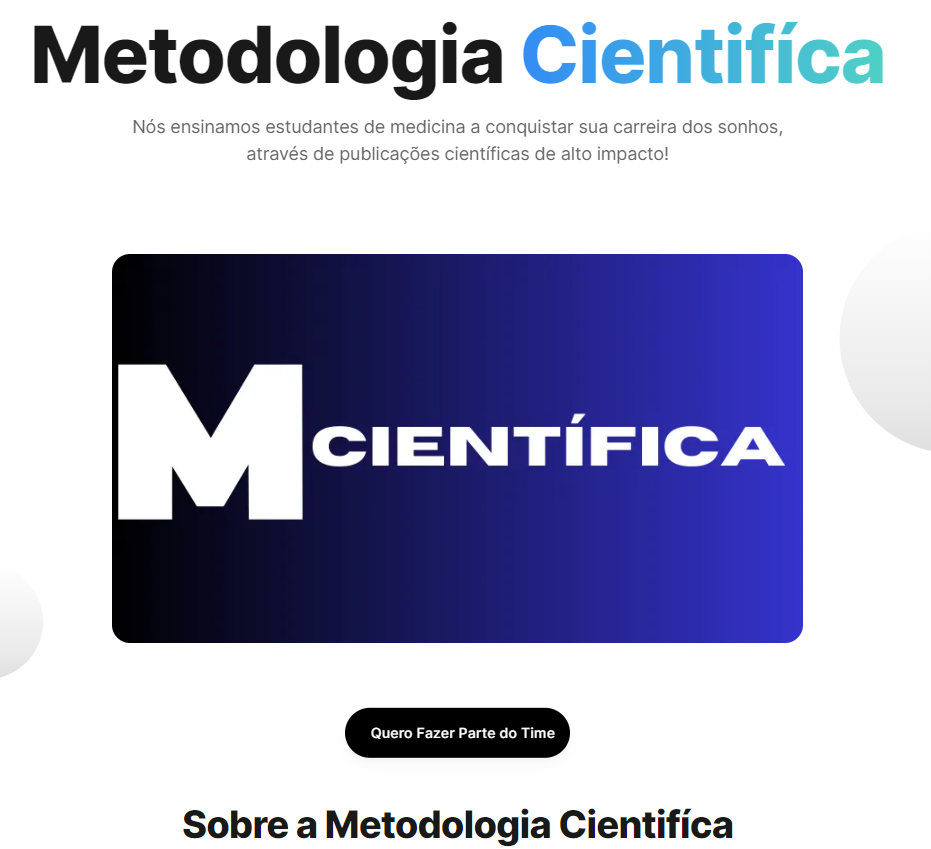 Metodologia Cientifíca
Nós ensinamos estudantes de medicina a conquistar sua carreira dos sonhos,
através de publicações científicas de alto impacto!
M CIENTÍFICA
Quero Fazer Parte do Time
Sobre a Metodologia Cientifíca